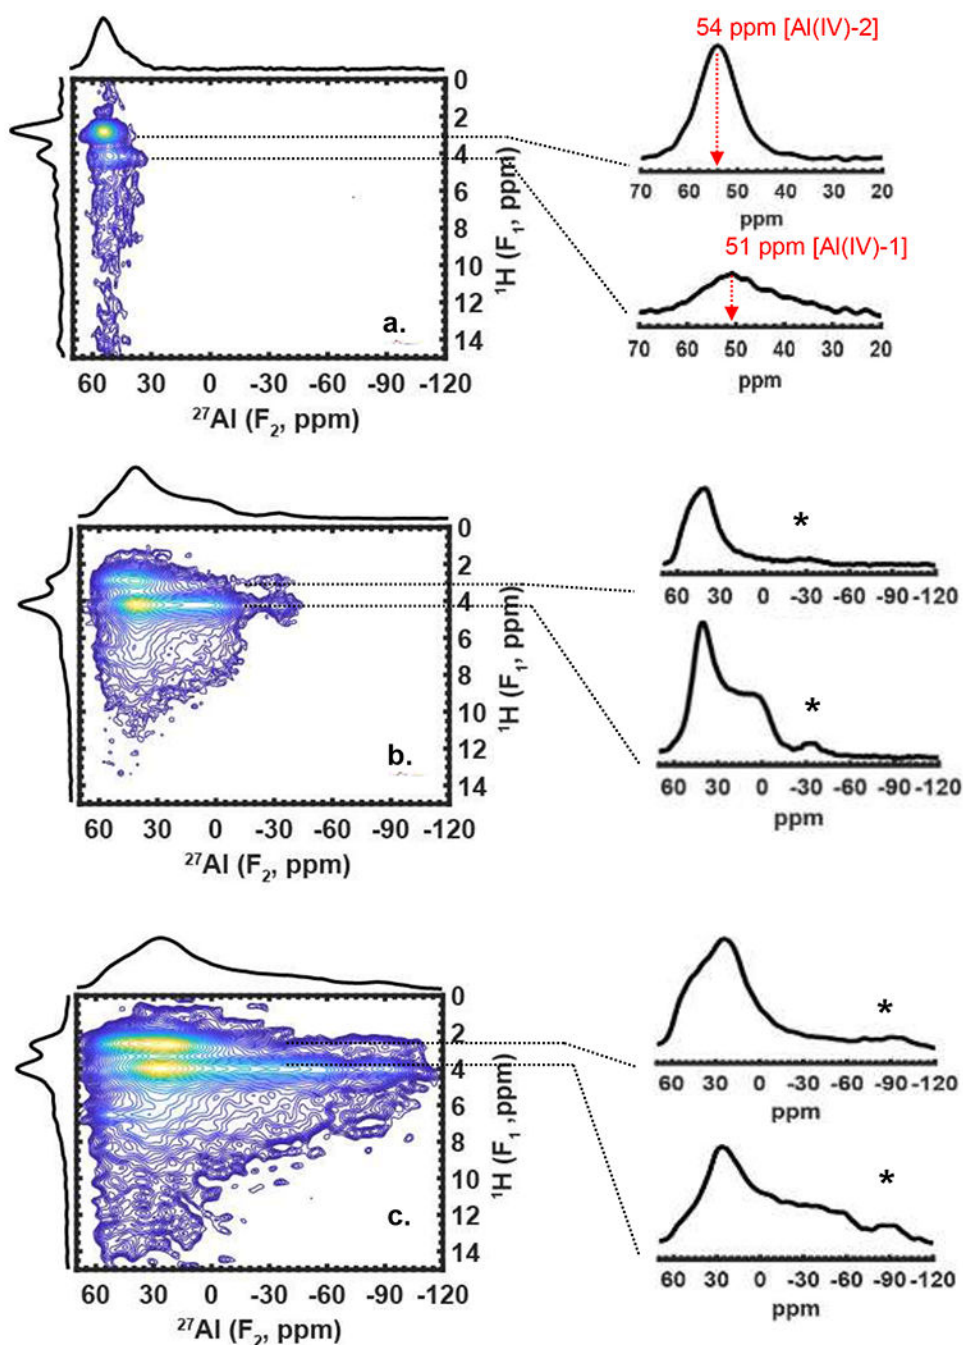 54 ppm [Al(IV)-2]
0
2
4
6
8
10
12
14
¹H (F₁, ppm)
a.
60 30 0 -30 -60 -90 -120
²⁷Al (F₂, ppm)
70 60 50 40 30 20
ppm
51 ppm [Al(IV)-1]
70 60 50 40 30 20
ppm
0
2
4
6
8
10
12
14
¹H (F₁, ppm)
b.
60 30 0 -30 -60 -90 -120
²⁷Al (F₂, ppm)
*
60 30 0 -30 -60 -90 -120
*
60 30 0 -30 -60 -90 -120
ppm
0
2
4
6
8
10
12
14
¹H (F₁ ,ppm)
c.
60 30 0 -30 -60 -90 -120
²⁷Al (F₂, ppm)
*
60 30 0 -30 -60 -90 -120
ppm
*
60 30 0 -30 -60 -90 -120
ppm